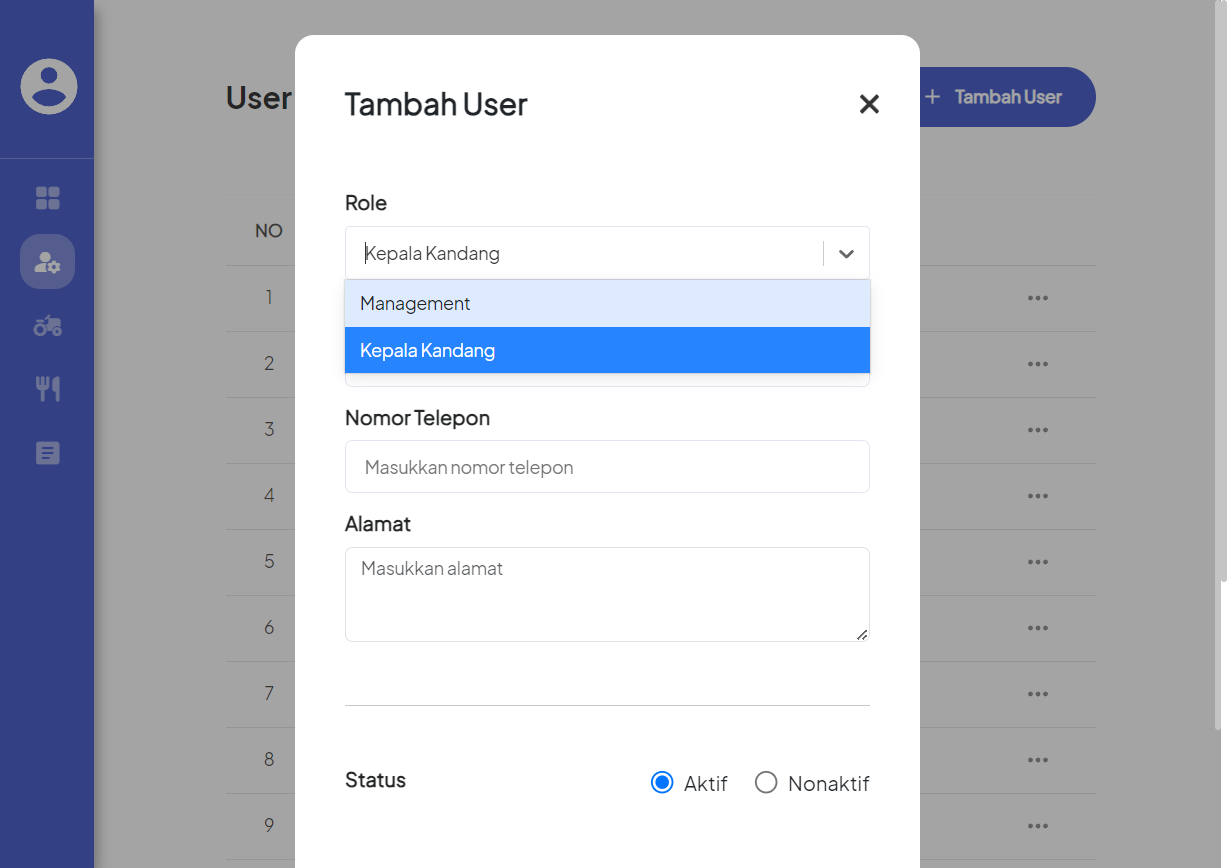 User
Tambah User
+ Tambah User
Role
NO
Kepala Kandang
Management
1
Kepala Kandang
2
Nomor Telepon
3
Masukkan nomor telepon
4
Alamat
5
Masukkan alamat
6
7
8
Status
Aktif
Nonaktif
9